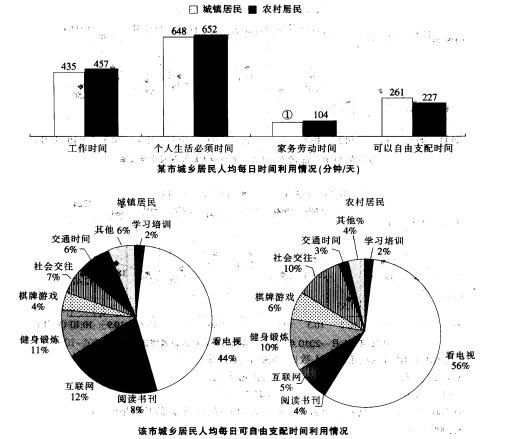 城镇居民 农村居民
648 652
435 457
261 227
① 104
工作时间 个人生活必须时间 家务劳动时间 可以自由支配时间
某市城乡居民人均每日时间利用情况(分钟/天)
城镇居民
其他 6%
学习培训
2%
交通时间
6%
社会交往
7%
棋牌游戏
4%
健身锻炼
11%
互联网
12%
阅读书刊
8%
看电视
44%
农村居民
其他
4%
学习培训
2%
交通时间
3%
社会交往
10%
棋牌游戏
6%
健身锻炼
10%
互联网
5%
阅读书刊
4%
看电视
56%
该市城乡居民人均每日可自由支配时间利用情况